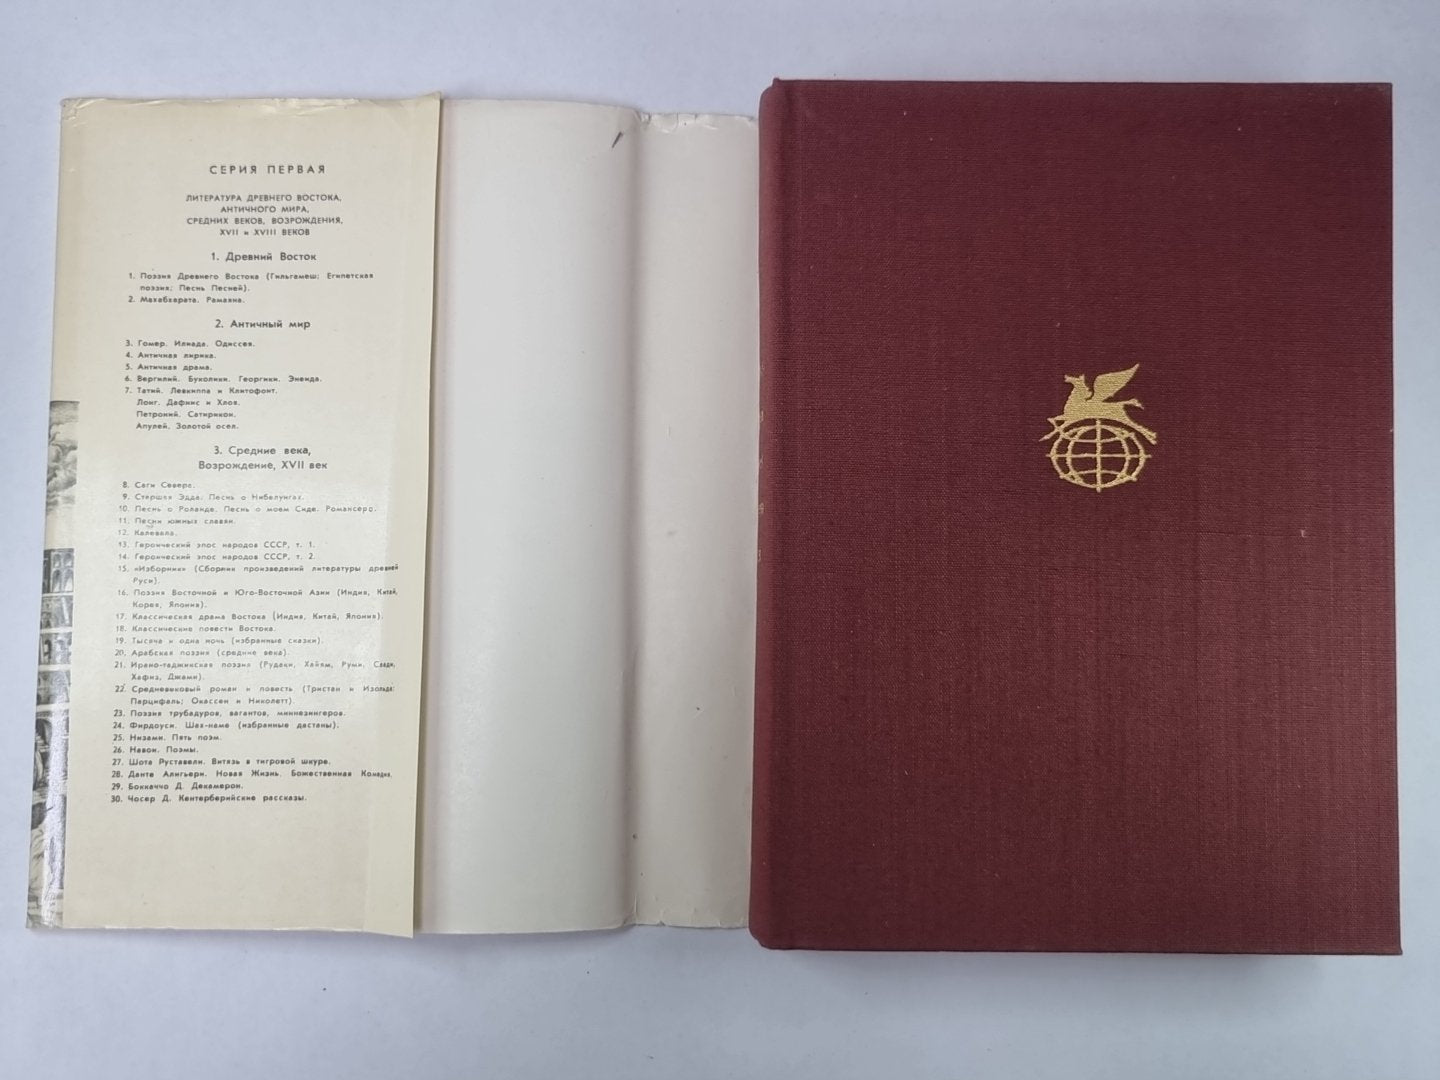 СЕРИЯ ПЕРВАЯ
ЛИТЕРАТУРА ДРЕВНЕГО ВОСТОКА,
АНТИЧНОГО МИРА,
СРЕДНИХ ВЕКОВ, ВОЗРОЖДЕНИЯ,
XVII и XVIII ВЕКОВ
1. Древний Восток
1. Поэзия Древнего Востока (Гильгамеш; Египетская
поэзия; Песнь Песней).
2. Махабхарата. Рамаяна.
2. Античный мир
3. Гомер. Илиада. Одиссея.
4. Античная лирика.
5. Античная драма.
6. Вергилий. Буколики. Георгики. Энеида.
7. Татий. Левкиппа и Клитофонт.
Лонг. Дафнис и Хлоя.
Петроний. Сатирикон.
Апулей. Золотой осел.
3. Средние века,
Возрождение, XVII век
8. Саги Севера.
9. Старшая Эдда. Песнь о Нибелунгах.
10. Песнь о Роланде. Песнь о моем Сиде. Романсеро.
11. Песни южных славян.
12. Калевала.
13. Героический эпос народов СССР, т. 1.
14. Героический эпос народов СССР, т. 2.
15. «Изборник» (Сборник произведений литературы древней
Руси).
16. Поэзия Восточной и Юго-Восточной Азии (Индия, Китай,
Корея, Япония).
17. Классическая драма Востока (Индия, Китай, Япония).
18. Классические повести Востока.
19. Тысяча и одна ночь (избранные сказки).
20. Арабская поэзия (средние века).
21. Ирано-таджикская поэзия (Рудаки, Хайям, Руми, Саади,
Хафиз, Джами).
22. Средневековый роман и повесть (Тристан и Изольда;
Парцифаль; Окассен и Николетт).
23. Поэзия трубадуров, вагантов, миннезингеров.
24. Фирдоуси. Шах-наме (избранные дастаны).
25. Низами. Пять поэм.
26. Навои. Поэмы.
27. Шота Руставели. Витязь в тигровой шкуре.
28. Данте Алигьери. Новая Жизнь. Божественная Комедия.
29. Боккаччо Д. Декамерон.
30. Чосер Д. Кентерберийские рассказы.